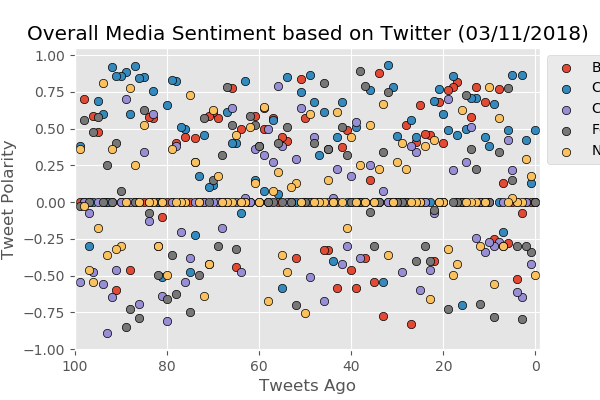 Overall Media Sentiment based on Twitter (03/11/2018)
1.00
0.75
0.50
0.25
0.00
−0.25
−0.50
−0.75
−1.00
Tweet Polarity
100
80
60
40
20
0
Tweets Ago
B
C
C
F
N